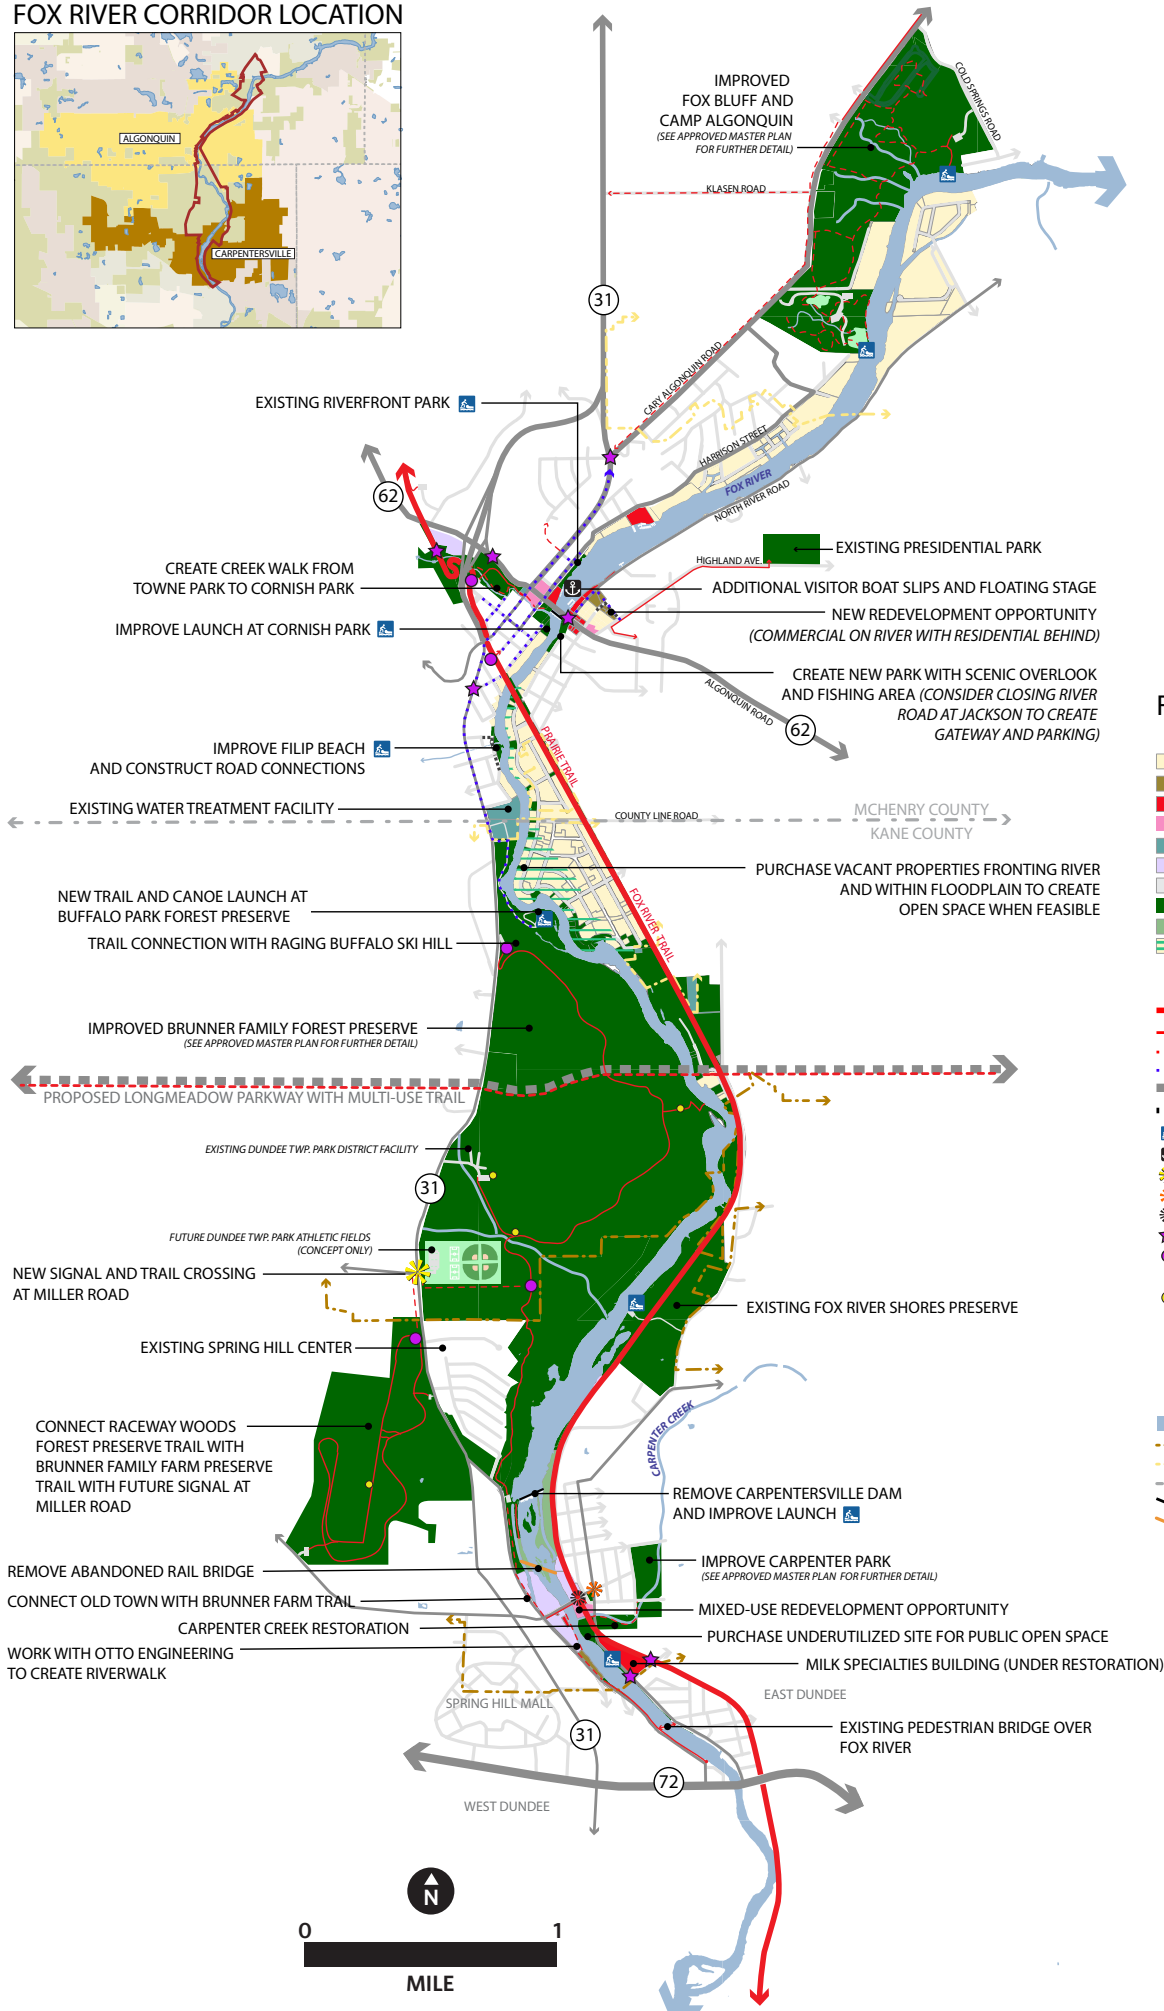 FOX RIVER CORRIDOR LOCATION
ALGONQUIN
CARPENTERSVILLE
IMPROVED
FOX BLUFF AND
CAMP ALGONQUIN
(SEE APPROVED MASTER PLAN
FOR FURTHER DETAIL)
COLD SPRINGS ROAD
KLASEN ROAD
31
CARY ALGONQUIN ROAD
EXISTING RIVERFRONT PARK
HARRISON STREET
FOX RIVER
NORTH RIVER ROAD
62
HIGHLAND AVE.
EXISTING PRESIDENTIAL PARK
CREATE CREEK WALK FROM
TOWNE PARK TO CORNISH PARK
ADDITIONAL VISITOR BOAT SLIPS AND FLOATING STAGE
IMPROVE LAUNCH AT CORNISH PARK
NEW REDEVELOPMENT OPPORTUNITY
(COMMERCIAL ON RIVER WITH RESIDENTIAL BEHIND)
CREATE NEW PARK WITH SCENIC OVERLOOK
AND FISHING AREA (CONSIDER CLOSING RIVER
ROAD AT JACKSON TO CREATE
GATEWAY AND PARKING)
ALGONQUIN ROAD
62
F
PRAIRIE TRAIL
IMPROVE FILIP BEACH
AND CONSTRUCT ROAD CONNECTIONS
EXISTING WATER TREATMENT FACILITY
COUNTY LINE ROAD
MCHENRY COUNTY
KANE COUNTY
PURCHASE VACANT PROPERTIES FRONTING RIVER
AND WITHIN FLOODPLAIN TO CREATE
OPEN SPACE WHEN FEASIBLE
NEW TRAIL AND CANOE LAUNCH AT
BUFFALO PARK FOREST PRESERVE
FOX RIVER TRAIL
TRAIL CONNECTION WITH RAGING BUFFALO SKI HILL
IMPROVED BRUNNER FAMILY FOREST PRESERVE
(SEE APPROVED MASTER PLAN FOR FURTHER DETAIL)
PROPOSED LONGMEADOW PARKWAY WITH MULTI-USE TRAIL
EXISTING DUNDEE TWP. PARK DISTRICT FACILITY
31
FUTURE DUNDEE TWP. PARK ATHLETIC FIELDS
(CONCEPT ONLY)
NEW SIGNAL AND TRAIL CROSSING
AT MILLER ROAD
EXISTING FOX RIVER SHORES PRESERVE
EXISTING SPRING HILL CENTER
CONNECT RACEWAY WOODS
FOREST PRESERVE TRAIL WITH
BRUNNER FAMILY FARM PRESERVE
TRAIL WITH FUTURE SIGNAL AT
MILLER ROAD
CARPENTER CREEK
REMOVE CARPENTERSVILLE DAM
AND IMPROVE LAUNCH
IMPROVE CARPENTER PARK
(SEE APPROVED MASTER PLAN FOR FURTHER DETAIL)
REMOVE ABANDONED RAIL BRIDGE
CONNECT OLD TOWN WITH BRUNNER FARM TRAIL
MIXED-USE REDEVELOPMENT OPPORTUNITY
CARPENTER CREEK RESTORATION
PURCHASE UNDERUTILIZED SITE FOR PUBLIC OPEN SPACE
WORK WITH OTTO ENGINEERING
TO CREATE RIVERWALK
MILK SPECIALTIES BUILDING (UNDER RESTORATION)
EAST DUNDEE
SPRING HILL MALL
EXISTING PEDESTRIAN BRIDGE OVER
FOX RIVER
31
72
WEST DUNDEE
N
0 1
MILE